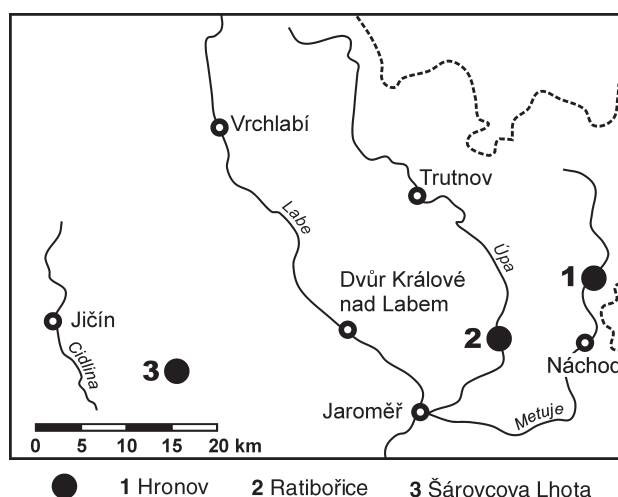 Vrchlabí
Trutnov
Labe
Úpa
1
Dvůr Králové
nad Labem
Jičín
2
Náchod
Cidlina
3
Jaroměř
Metuje
0 5 10 15 20 km
1 Hronov 2 Ratibořice 3 Šárovcova Lhota